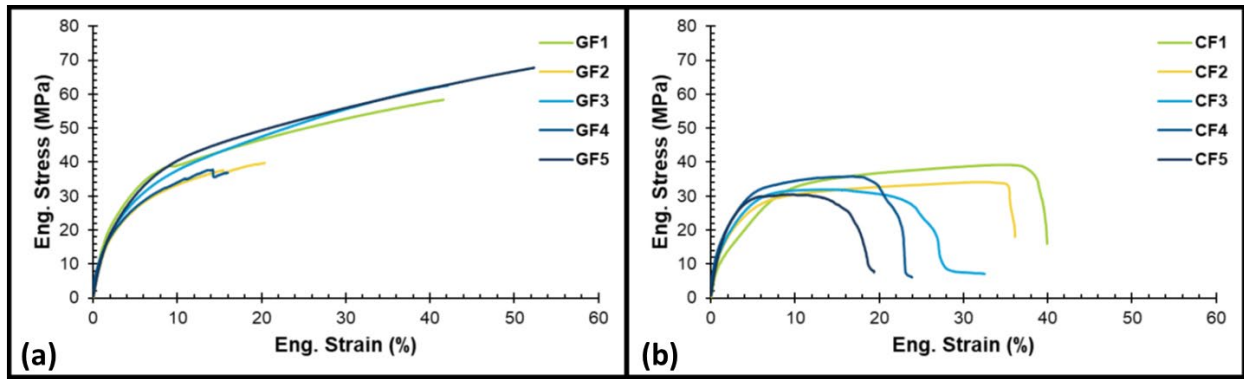 80
70
60
50
40
30
20
10
0
Eng. Stress (MPa)
0 10 20 30 40 50 60
Eng. Strain (%)
GF1
GF2
GF3
GF4
GF5
(a)
80
70
60
50
40
30
20
10
0
Eng. Stress (MPa)
0 10 20 30 40 50 60
Eng. Strain (%)
CF1
CF2
CF3
CF4
CF5
(b)